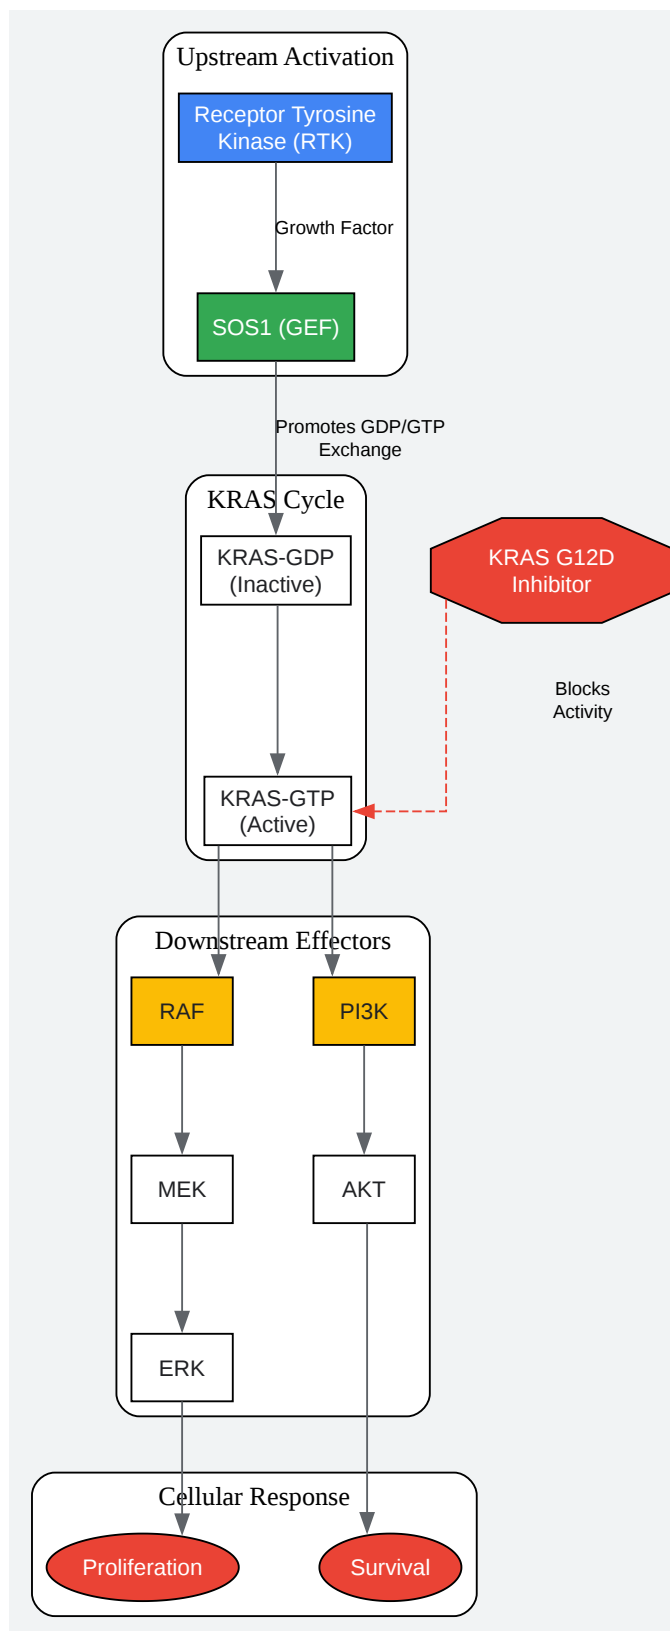 Upstream Activation
Receptor Tyrosine
Kinase (RTK)
Growth Factor
SOS1 (GEF)
Promotes GDP/GTP
Exchange
KRAS Cycle
KRAS-GDP
(Inactive)
KRAS G12D
Inhibitor
Blocks
Activity
KRAS-GTP
(Active)
Downstream Effectors
RAF
PI3K
MEK
AKT
ERK
Cellular Response
Proliferation
Survival